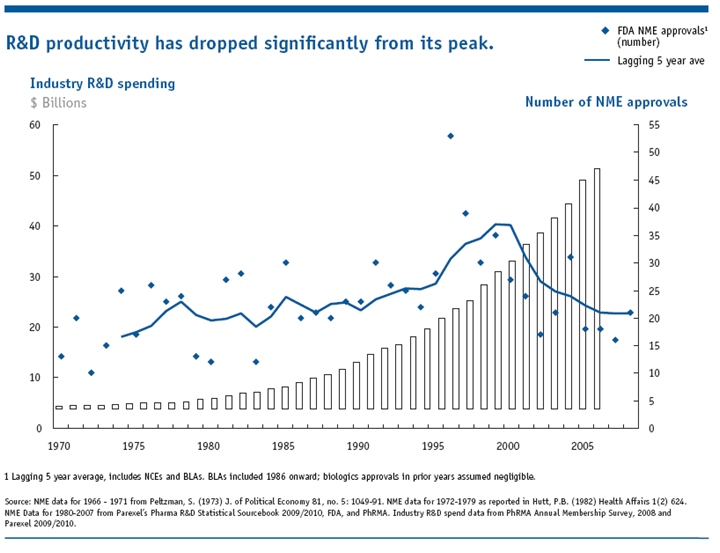 R&D productivity has dropped significantly from its peak.
FDA NME approvals¹
(number)
Lagging 5 year ave
Industry R&D spending
$ Billions
Number of NME approvals
60
50
40
30
20
10
0
55
50
45
40
35
30
25
20
15
10
5
0
1970 1975 1980 1985 1990 1995 2000 2005
1 Lagging 5 year average, includes NCEs and BLAs. BLAs included 1986 onward; biologics approvals in prior years assumed negligible.
Source: NME data for 1966 - 1971 from Peltzman, S. (1973) J. of Political Economy 81, no. 5: 1049-91. NME data for 1972-1979 as reported in Hutt, P.B. (1982) Health Affairs 1(2) 624.
NME Data for 1980-2007 from Parexel's Pharma R&D Statistical Sourcebook 2009/2010, FDA, and PhRMA. Industry R&D spend data from PhRMA Annual Membership Survey, 2008 and
Parexel 2009/2010.